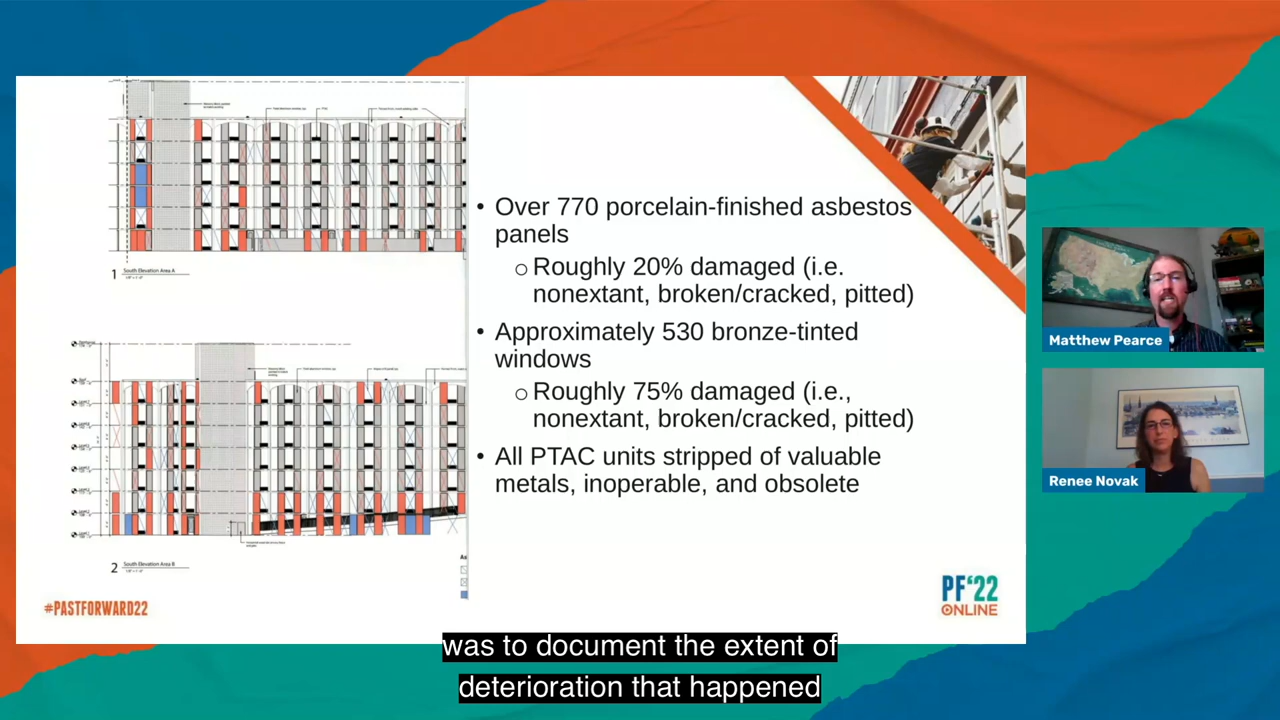 1
South Elevation Area A
2
South Elevation Area B
• Over 770 porcelain-finished asbestos
panels
o Roughly 20% damaged (i.e.
nonextant, broken/cracked, pitted)
• Approximately 530 bronze-tinted
windows
o Roughly 75% damaged (i.e.,
nonextant, broken/cracked, pitted)
• All PTAC units stripped of valuable
metals, inoperable, and obsolete
#PASTFORWARD22
PF'22
ONLINE
Matthew Pearce
Renee Novak
was to document the extent of
deterioration that happened